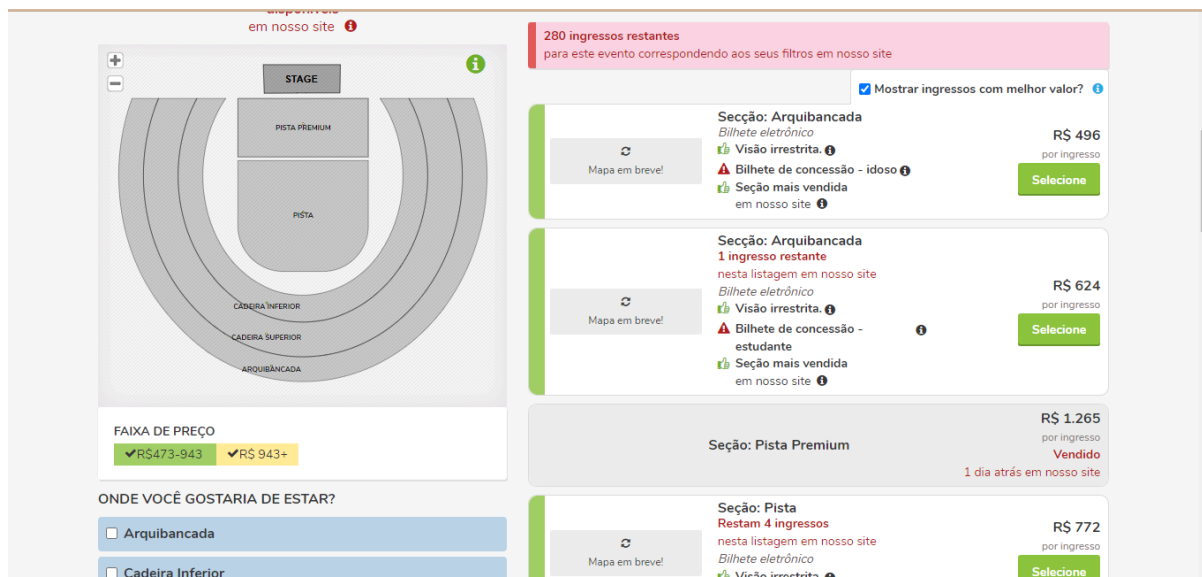 disponíveis
em nosso site
STAGE
PISTA PREMIUM
PISTA
CADEIRA INFERIOR
CADEIRA SUPERIOR
ARQUIBANCADA
FAIXA DE PREÇO
R$473-943 R$ 943+
ONDE VOCÊ GOSTARIA DE ESTAR?
Arquibancada
Cadeira Inferior
280 ingressos restantes
para este evento correspondendo aos seus filtros em nosso site
Mostrar ingressos com melhor valor?
Mapa em breve!
Secção: Arquibancada
Bilhete eletrônico
Visão irrestrita.
Bilhete de concessão - idoso
Seção mais vendida
em nosso site
R$ 496
por ingresso
Selecione
Mapa em breve!
Secção: Arquibancada
1 ingresso restante
nesta listagem em nosso site
Bilhete eletrônico
Visão irrestrita.
Bilhete de concessão -
estudante
Seção mais vendida
em nosso site
R$ 624
por ingresso
Selecione
Seção: Pista Premium
R$ 1.265
por ingresso
Vendido
1 dia atrás em nosso site
Mapa em breve!
Seção: Pista
Restam 4 ingressos
nesta listagem em nosso site
Bilhete eletrônico
Visão irrestrita.
R$ 772
por ingresso
Selecione